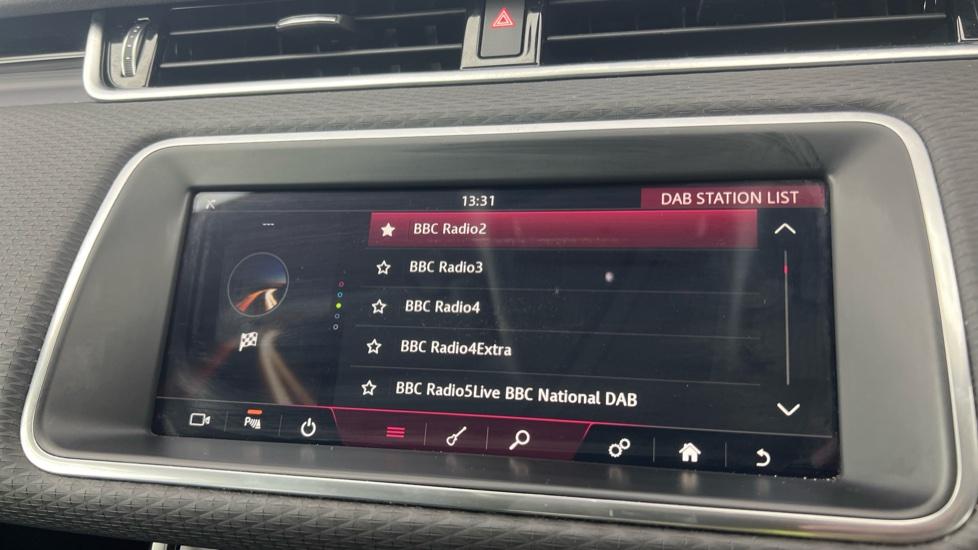 13:31
DAB STATION LIST
---
BBC Radio2
BBC Radio3
BBC Radio4
BBC Radio4Extra
BBC Radio5Live BBC National DAB
P